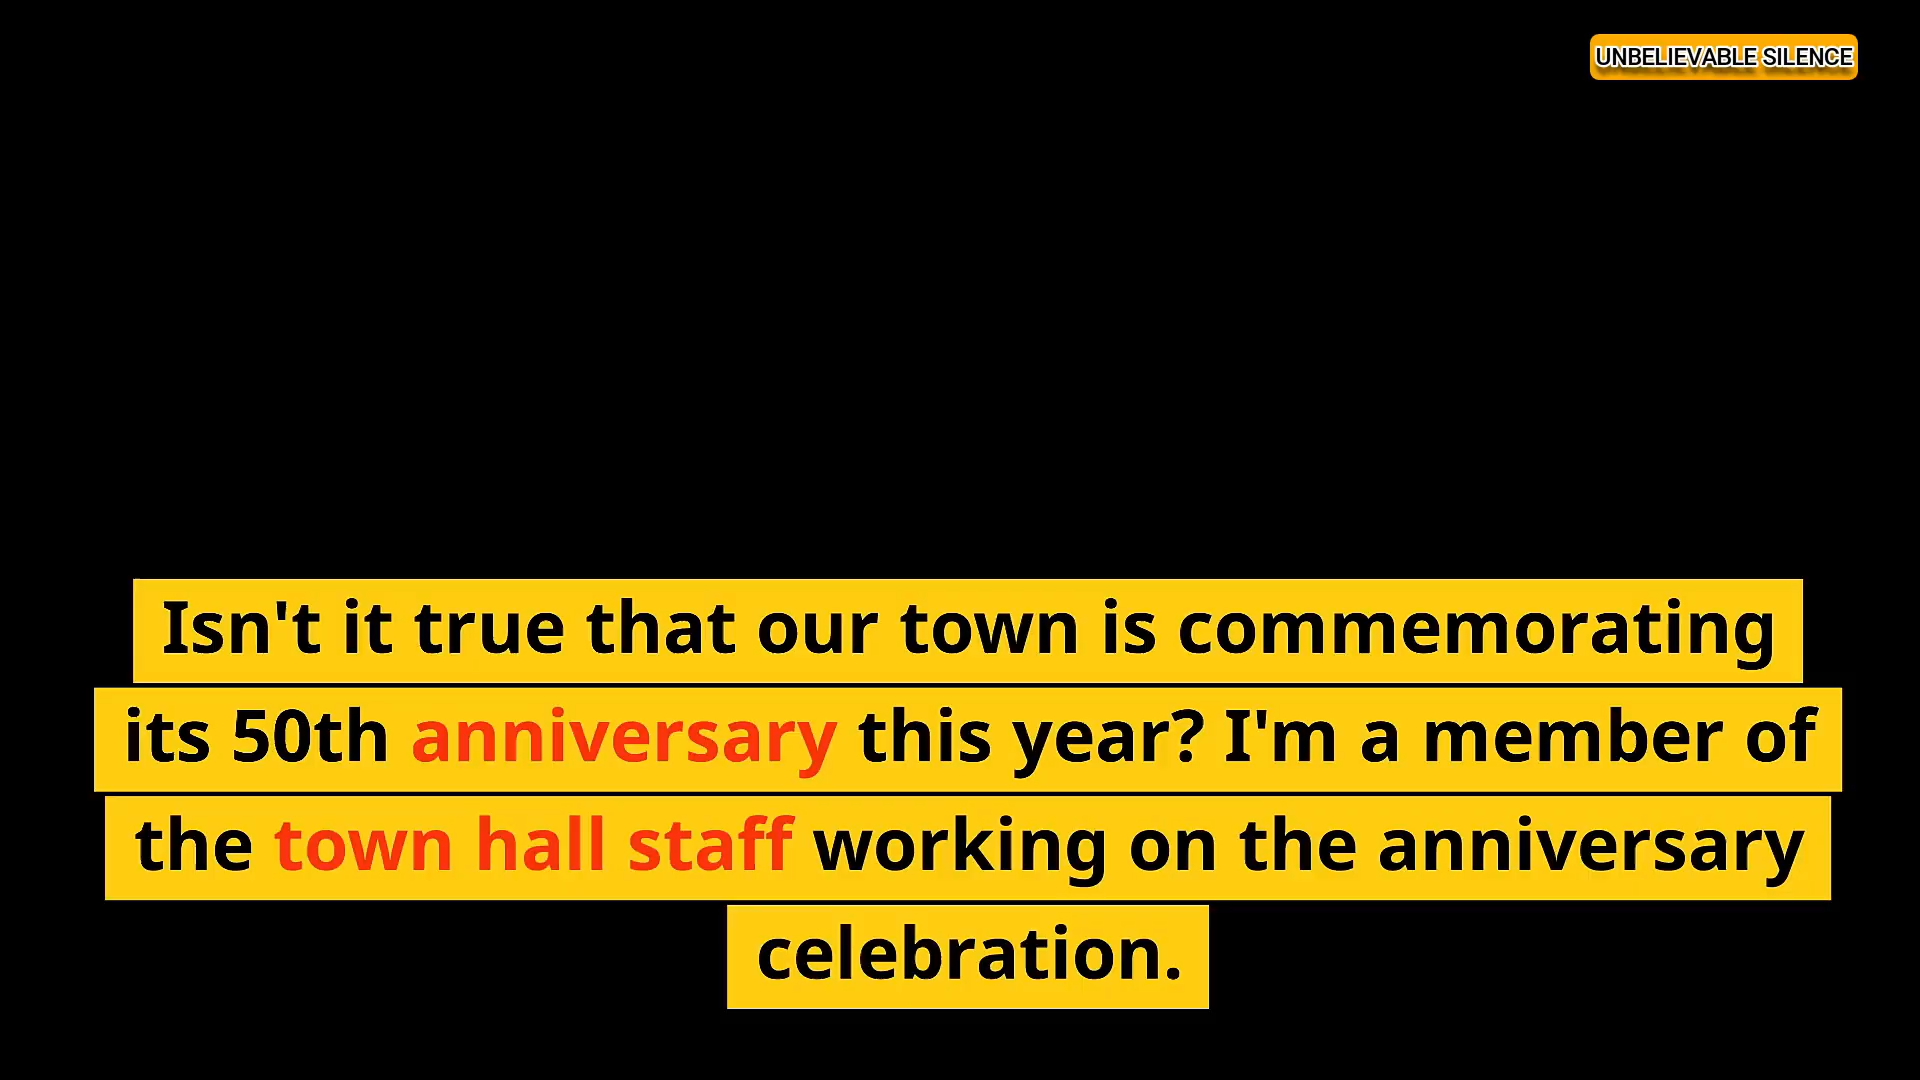 UNBELIEVABLE SILENCE
Isn't it true that our town is commemorating
its 50th anniversary this year? I'm a member of
the town hall staff working on the anniversary
celebration.